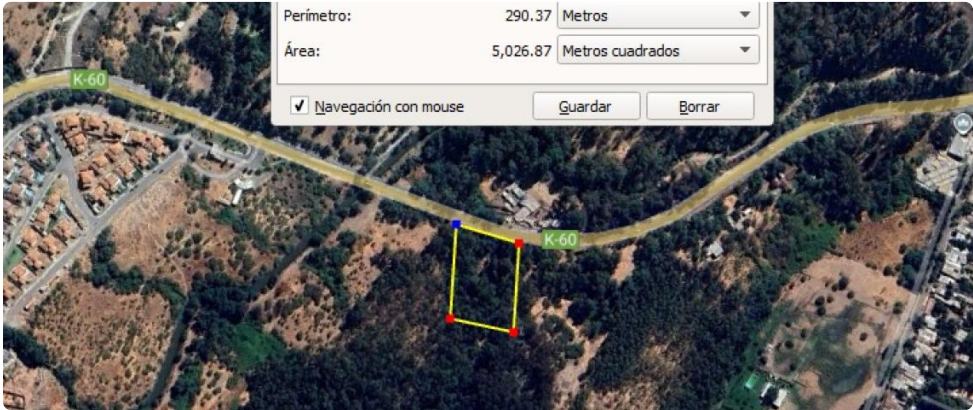 Perímetro: 290.37 Metros
Área: 5,026.87 Metros cuadrados
Navegación con mouse Guardar Borrar
K-60
K-60